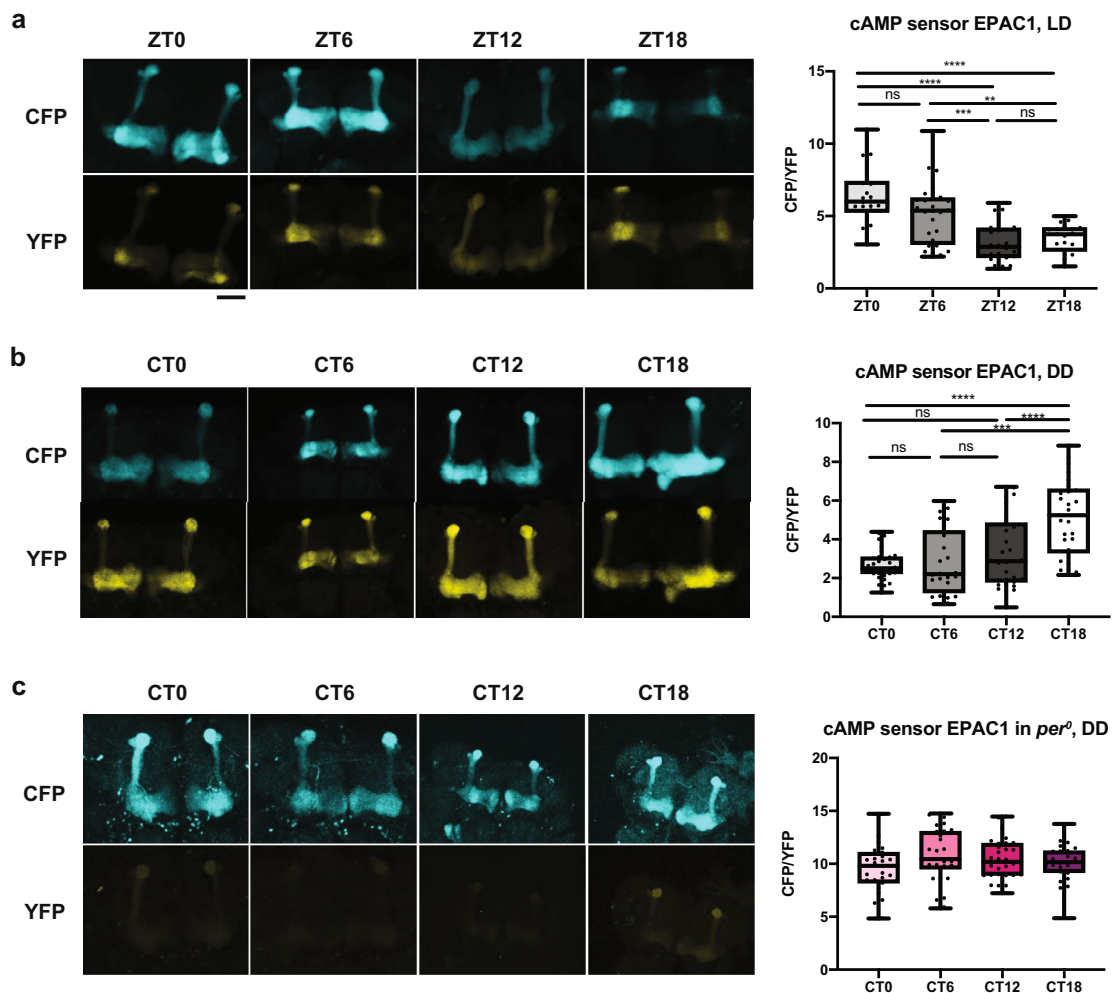 a
ZT0 ZT6 ZT12 ZT18
CFP
YFP
cAMP sensor EPAC1, LD
****
****
ns **
*** ns
15
10
5
0
CFP/YFP
ZT0 ZT6 ZT12 ZT18
b
CT0 CT6 CT12 CT18
CFP
YFP
cAMP sensor EPAC1, DD
****
ns ****
***
ns ns
10
8
6
4
2
0
CFP/YFP
CT0 CT6 CT12 CT18
c
CT0 CT6 CT12 CT18
CFP
YFP
cAMP sensor EPAC1 in per⁰, DD
20
15
10
5
0
CFP/YFP
CT0 CT6 CT12 CT18